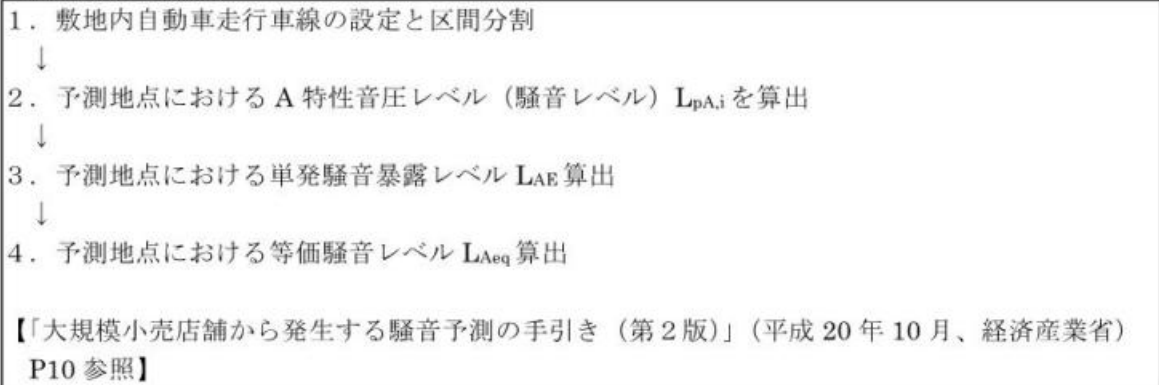 1．敷地内自動車走行車線の設定と区間分割
↓
2．予測地点における A 特性音圧レベル（騒音レベル）LpA,i を算出
↓
3．予測地点における単発騒音暴露レベル LAE 算出
↓
4．予測地点における等価騒音レベル LAeq 算出
【「大規模小売店舗から発生する騒音予測の手引き（第２版）」（平成 20 年 10 月、経済産業省）
P10 参照】